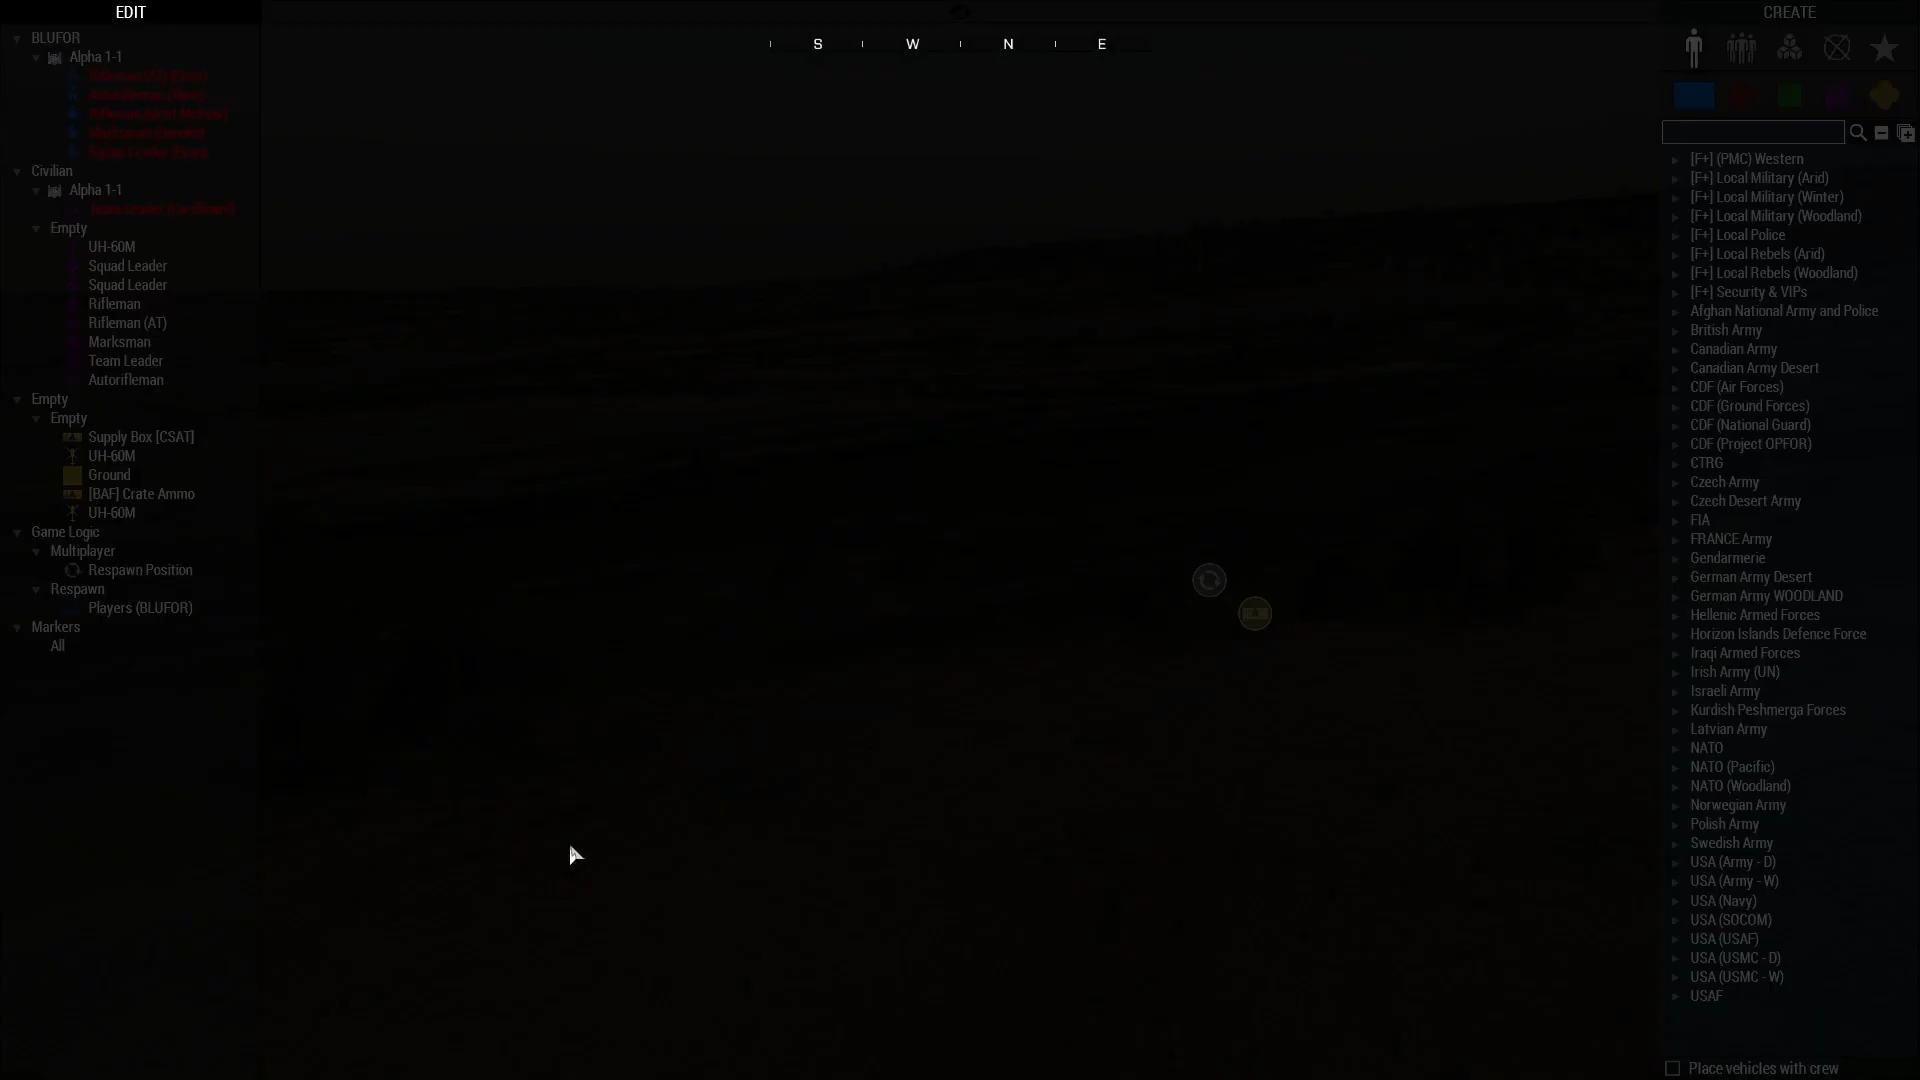 EDIT
BLUFOR
Alpha 1-1
Civilian
Alpha 1-1
Empty
UH-60M
Squad Leader
Squad Leader
Rifleman
Rifleman (AT)
Marksman
Team Leader
Autorifleman
Empty
Empty
Supply Box [CSAT]
UH-60M
Ground
[BAF] Crate Ammo
UH-60M
Game Logic
Multiplayer
Respawn Position
Respawn
Players (BLUFOR)
Markers
All
S W N E
CREATE
[F+] (PMC) Western
[F+] Local Military (Arid)
[F+] Local Military (Winter)
[F+] Local Military (Woodland)
[F+] Local Police
[F+] Local Rebels (Arid)
[F+] Local Rebels (Woodland)
[F+] Security & VIPs
Afghan National Army and Police
British Army
Canadian Army
Canadian Army Desert
CDF (Air Forces)
CDF (Ground Forces)
CDF (National Guard)
CDF (Project OPFOR)
CTRG
Czech Army
Czech Desert Army
FIA
FRANCE Army
Gendarmerie
German Army Desert
German Army WOODLAND
Hellenic Armed Forces
Horizon Islands Defence Force
Iraqi Armed Forces
Irish Army (UN)
Israeli Army
Kurdish Peshmerga Forces
Latvian Army
NATO
NATO (Pacific)
NATO (Woodland)
Norwegian Army
Polish Army
Swedish Army
USA (Army - D)
USA (Army - W)
USA (Navy)
USA (SOCOM)
USA (USAF)
USA (USMC - D)
USA (USMC - W)
USAF
Place vehicles with crew